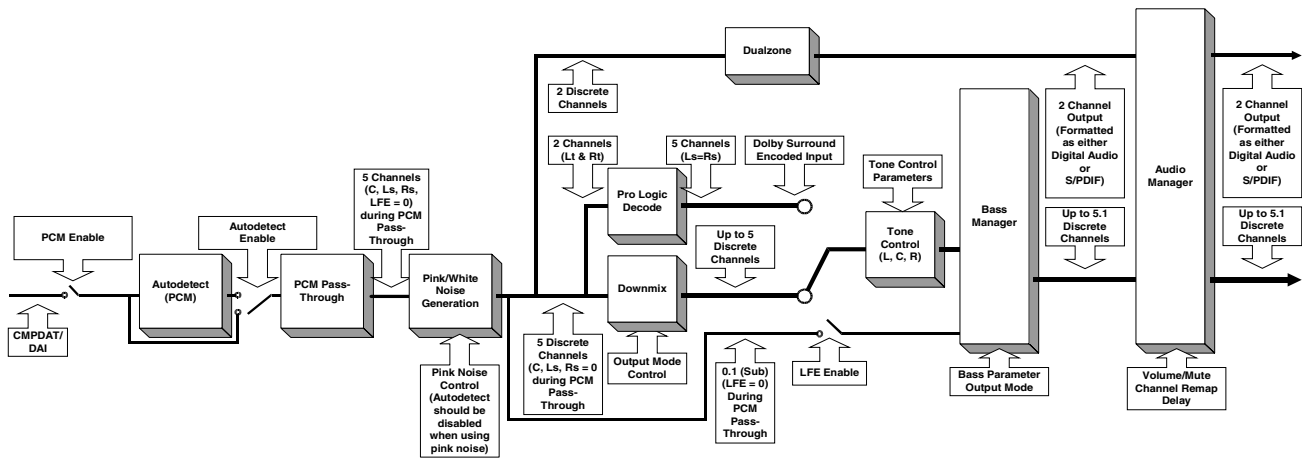 Dualzone
2 Discrete
Channels
2 Channel
Output
(Formatted
as either
Digital Audio
or
S/PDIF)
2 Channel
Output
(Formatted
as either
Digital Audio
or
S/PDIF)
Audio
Manager
2 Channels
(Lt & Rt)
5 Channels
(Ls=Rs)
Dolby Surround
Encoded Input
Tone Control
Parameters
5 Channels
(C, Ls, Rs,
LFE = 0)
during PCM
Pass-
Through
Pro Logic
Decode
Bass
Manager
PCM Enable
Autodetect
Enable
Up to 5
Discrete
Channels
Tone
Control
(L, C, R)
Up to 5.1
Discrete
Channels
Up to 5.1
Discrete
Channels
Autodetect
(PCM)
PCM Pass-
Through
Pink/White
Noise
Generation
Downmix
CMPDAT/
DAI
5 Discrete
Channels
(C, Ls, Rs = 0
during PCM
Pass-
Through
Output Mode
Control
0.1 (Sub)
(LFE = 0)
During
PCM
Pass-
Through
LFE Enable
Bass Parameter
Output Mode
Volume/Mute
Channel Remap
Delay
Pink Noise
Control
(Autodetect
should be
disabled
when using
pink noise)